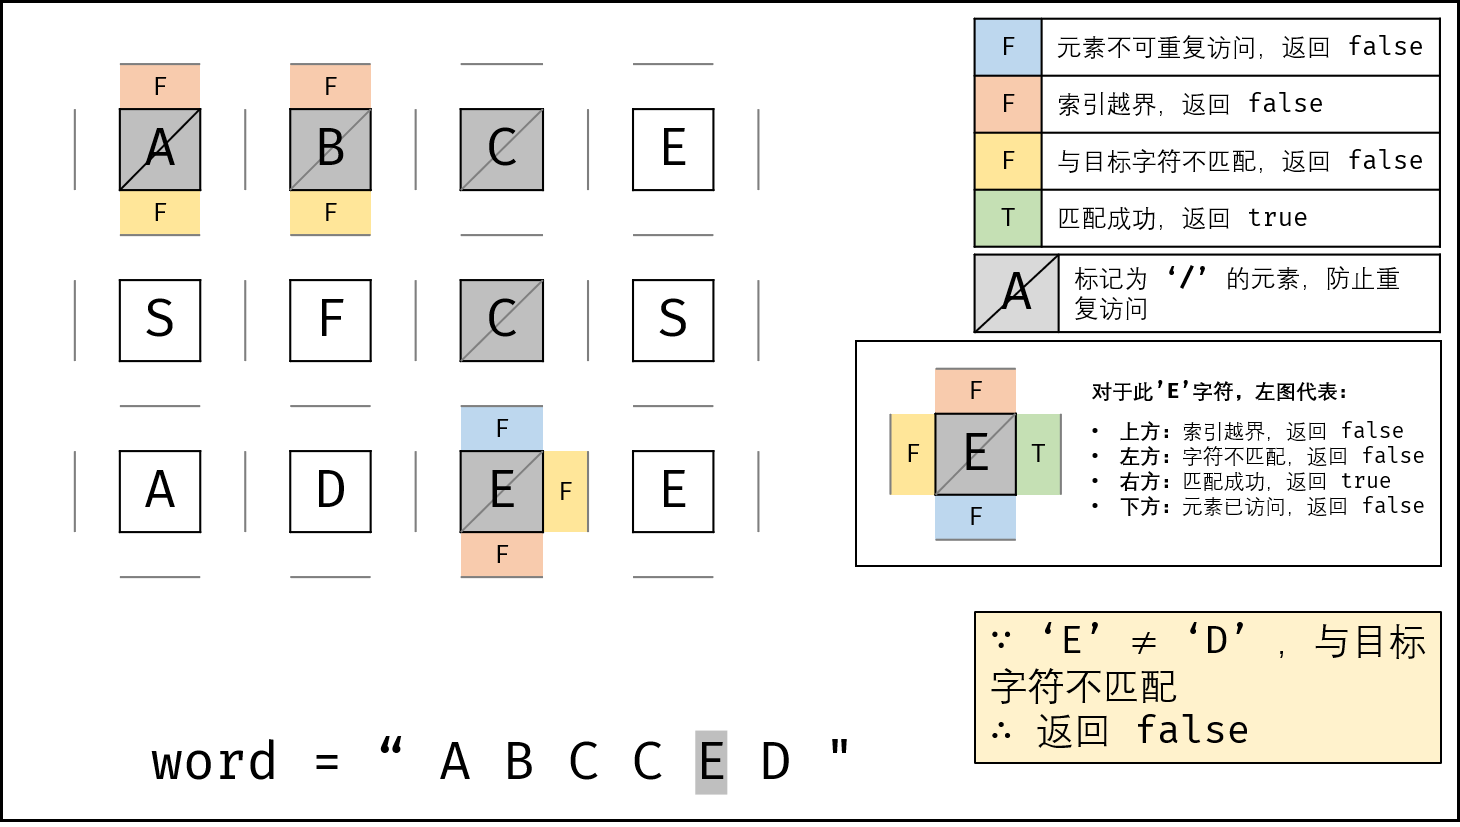 F F
A B C E
F F
S F C S
F
A D E F E
F
word = “ A B C C E D "
F 元素不可重复访问，返回 false
F 索引越界，返回 false
F 与目标字符不匹配，返回 false
T 匹配成功，返回 true
A 标记为 ‘/’ 的元素，防止重
复访问
F
F E T
F
对于此’E’字符，左图代表：
• 上方：索引越界，返回 false
• 左方：字符不匹配，返回 false
• 右方：匹配成功，返回 true
• 下方：元素已访问，返回 false
∵ ‘E’ ≠ ‘D’ ，与目标
字符不匹配
∴ 返回 false